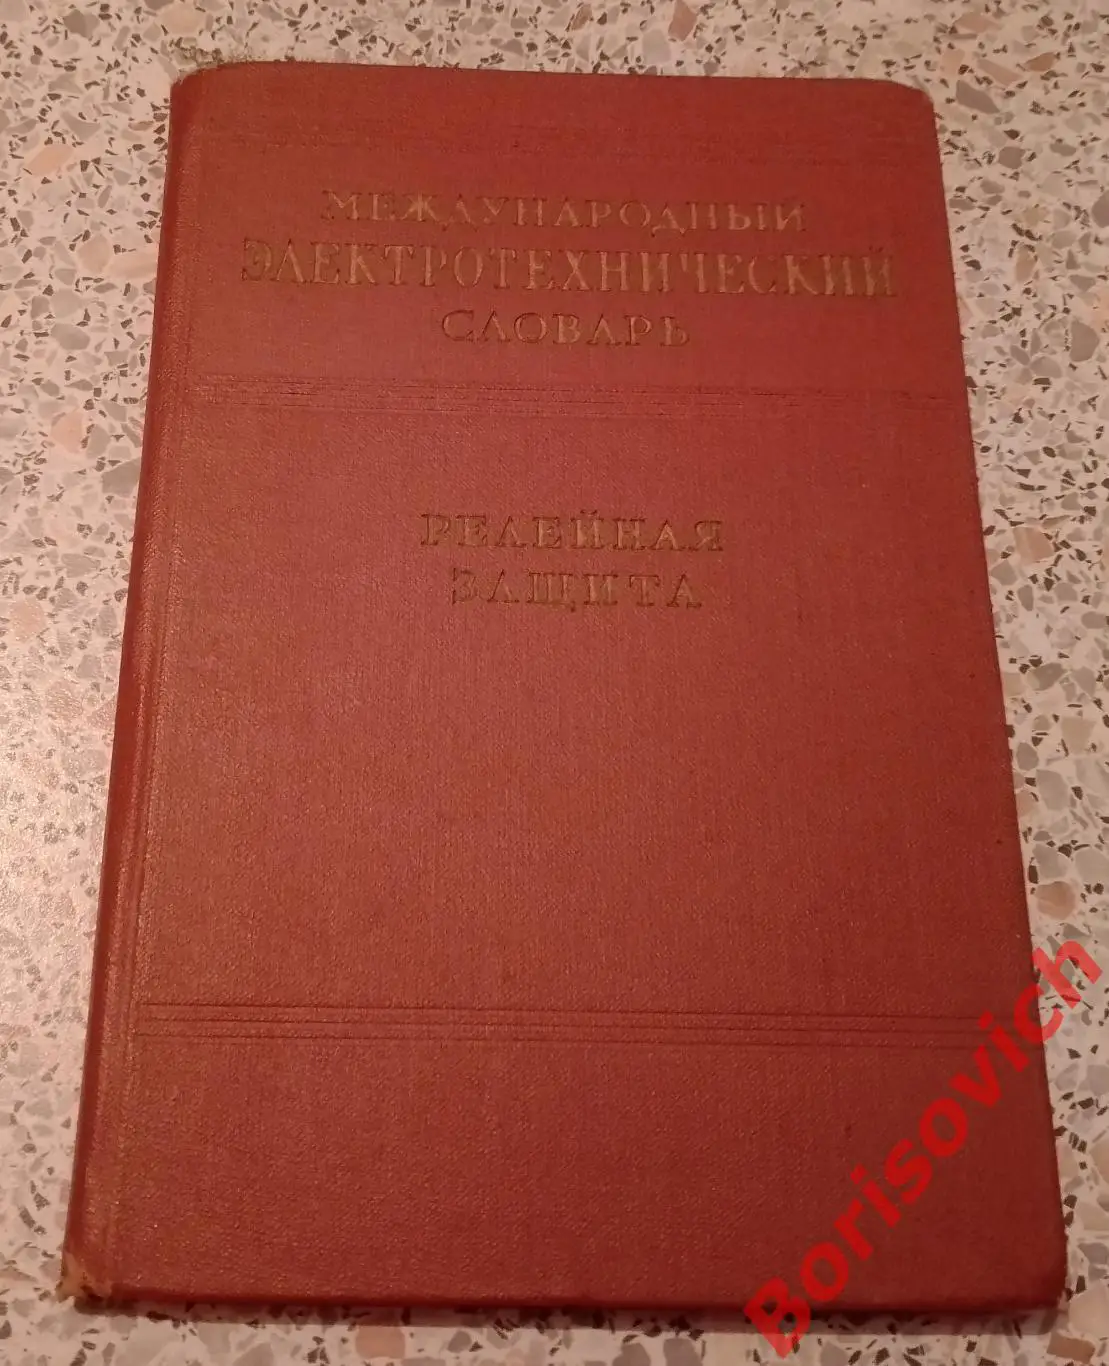 МЕЖДУНАРОДНЫЙ
ЭЛЕКТРОТЕХНИЧЕСКИЙ
СЛОВАРЬ
РЕЛЕЙНАЯ
ЗАЩИТА
Borisovich